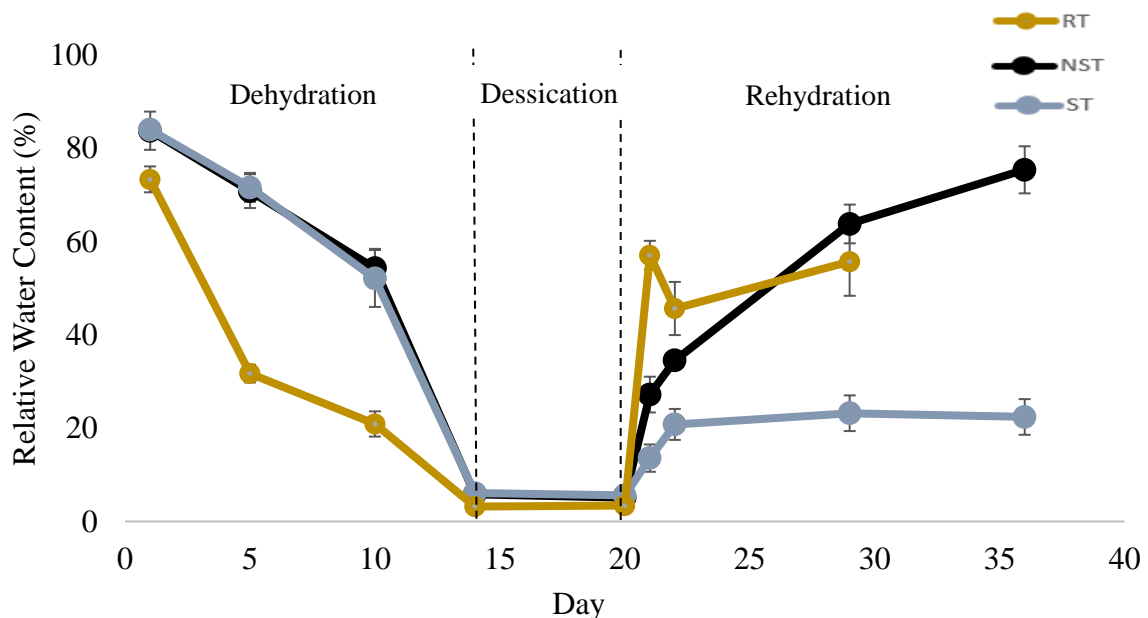 RT
NST
ST
100
80
60
40
20
0
Relative Water Content (%)
Dehydration
Dessication
Rehydration
0 5 10 15 20 25 30 35 40
Day